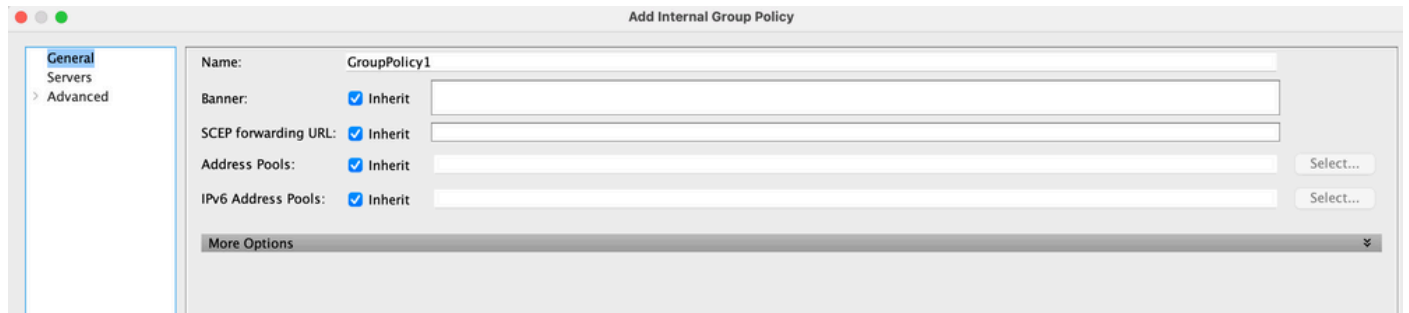 Add Internal Group Policy
General
Servers
Advanced
Name: GroupPolicy1
Banner: Inherit
SCEP forwarding URL: Inherit
Address Pools: Inherit Select...
IPv6 Address Pools: Inherit Select...
More Options